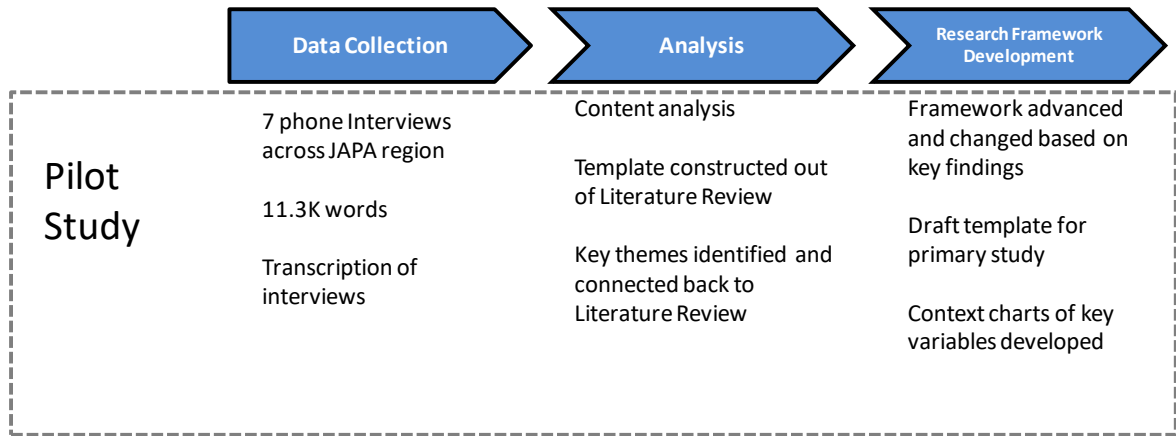 Data Collection
Analysis
Research Framework
Development
Pilot
Study
7 phone Interviews
across JAPA region
11.3K words
Transcription of
interviews
Content analysis
Template constructed out
of Literature Review
Key themes identified and
connected back to
Literature Review
Framework advanced
and changed based on
key findings
Draft template for
primary study
Context charts of key
variables developed